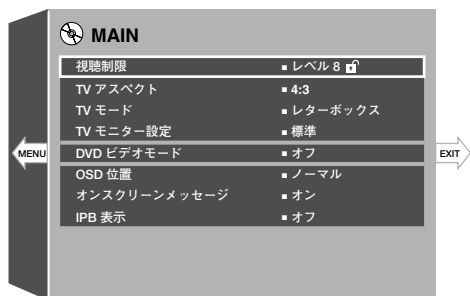 MAIN
視聴制限 ▪ レベル 8
TV アスペクト ▪ 4:3
TV モード ▪ レターボックス
TV モニター設定 ▪ 標準
MENU
DVD ビデオモード ▪ オフ
EXIT
OSD 位置 ▪ ノーマル
オンスクリーンメッセージ ▪ オン
IPB 表示 ▪ オフ